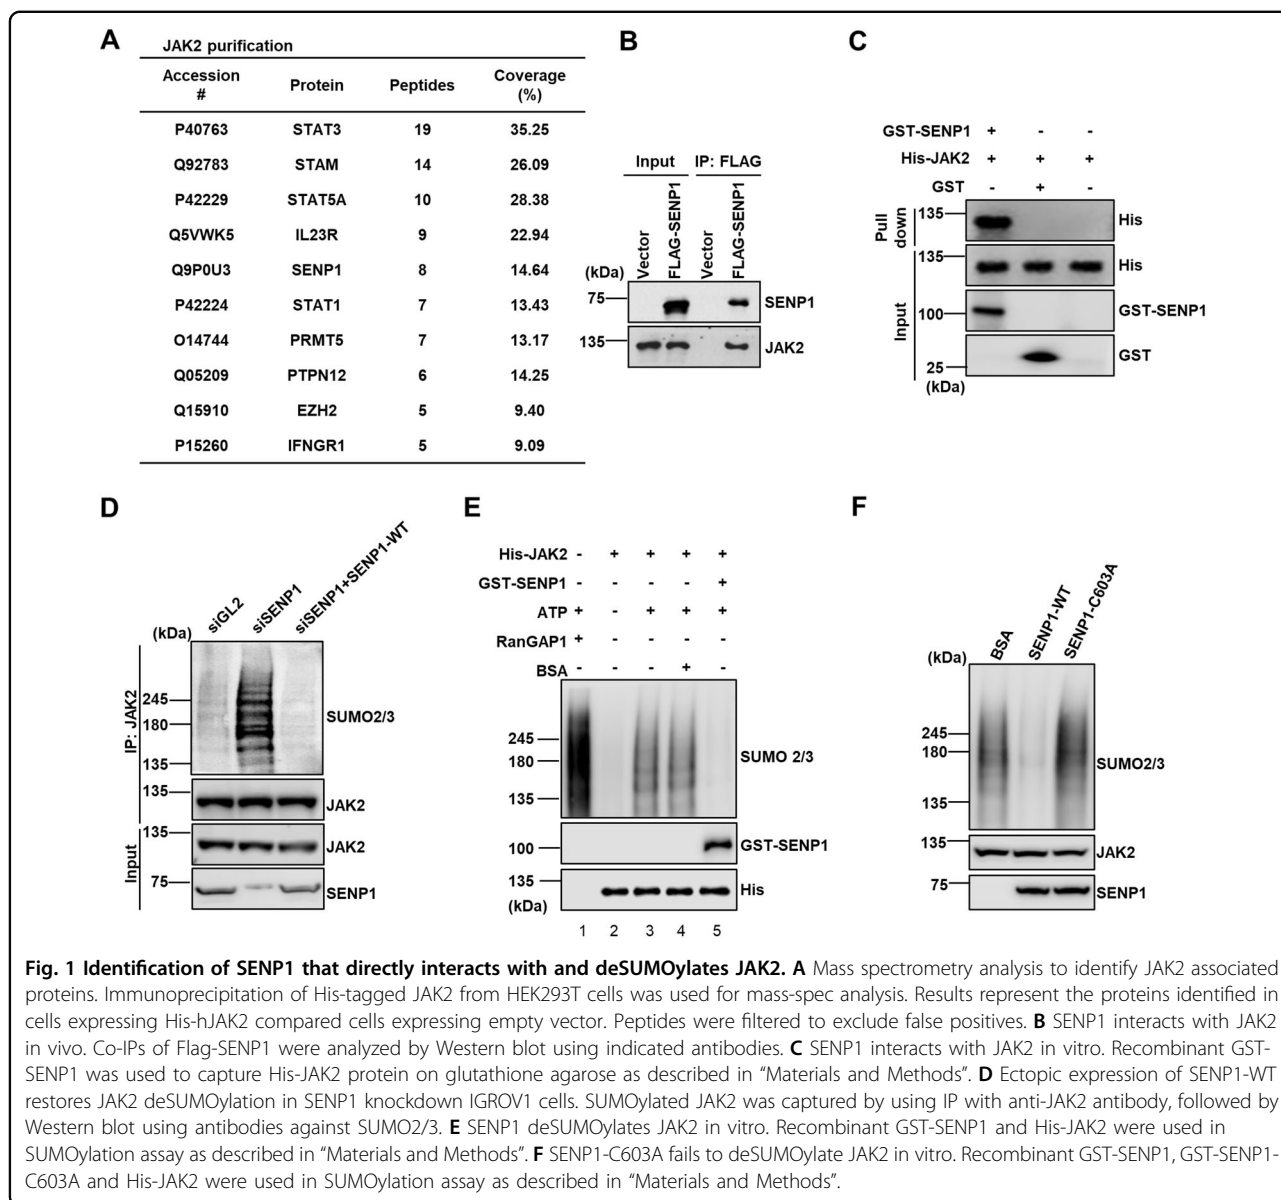 A
JAK2 purification
Accession # Protein Peptides Coverage (%)
P40763 STAT3 19 35.25
Q92783 STAM 14 26.09
P42229 STAT5A 10 28.38
Q5VWK5 IL23R 9 22.94
Q9P0U3 SENP1 8 14.64
P42224 STAT1 7 13.43
O14744 PRMT5 7 13.17
Q05209 PTPN12 6 14.25
Q15910 EZH2 5 9.40
P15260 IFNGR1 5 9.09
B
Input IP: FLAG
Vector FLAG-SENP1 Vector FLAG-SENP1
(kDa)
75 SENP1
135 JAK2
C
GST-SENP1 + - -
His-JAK2 + + +
GST - + -
Pull down
135 His
Input
135 His
100 GST-SENP1
GST
25
(kDa)
D
siGL2 siSENP1 siSENP1+SENP1-WT
(kDa)
IP: JAK2
245
180 SUMO2/3
135
135 JAK2
Input
135 JAK2
75 SENP1
E
His-JAK2 - + + + +
GST-SENP1 - - - - +
ATP + - + + +
RanGAP1 + - - - -
BSA - - - + -
245
180 SUMO 2/3
135
100 GST-SENP1
135 His
(kDa)
1 2 3 4 5
F
BSA SENP1-WT SENP1-C603A
(kDa)
245
180 SUMO2/3
135
135 JAK2
75 SENP1
Fig. 1 Identification of SENP1 that directly interacts with and deSUMOylates JAK2. A Mass spectrometry analysis to identify JAK2 associated
proteins. Immunoprecipitation of His-tagged JAK2 from HEK293T cells was used for mass-spec analysis. Results represent the proteins identified in
cells expressing His-hJAK2 compared cells expressing empty vector. Peptides were filtered to exclude false positives. B SENP1 interacts with JAK2
in vivo. Co-IPs of Flag-SENP1 were analyzed by Western blot using indicated antibodies. C SENP1 interacts with JAK2 in vitro. Recombinant GST-
SENP1 was used to capture His-JAK2 protein on glutathione agarose as described in “Materials and Methods”. D Ectopic expression of SENP1-WT
restores JAK2 deSUMOylation in SENP1 knockdown IGROV1 cells. SUMOylated JAK2 was captured by using IP with anti-JAK2 antibody, followed by
Western blot using antibodies against SUMO2/3. E SENP1 deSUMOylates JAK2 in vitro. Recombinant GST-SENP1 and His-JAK2 were used in
SUMOylation assay as described in “Materials and Methods”. F SENP1-C603A fails to deSUMOylate JAK2 in vitro. Recombinant GST-SENP1, GST-SENP1-
C603A and His-JAK2 were used in SUMOylation assay as described in “Materials and Methods”.